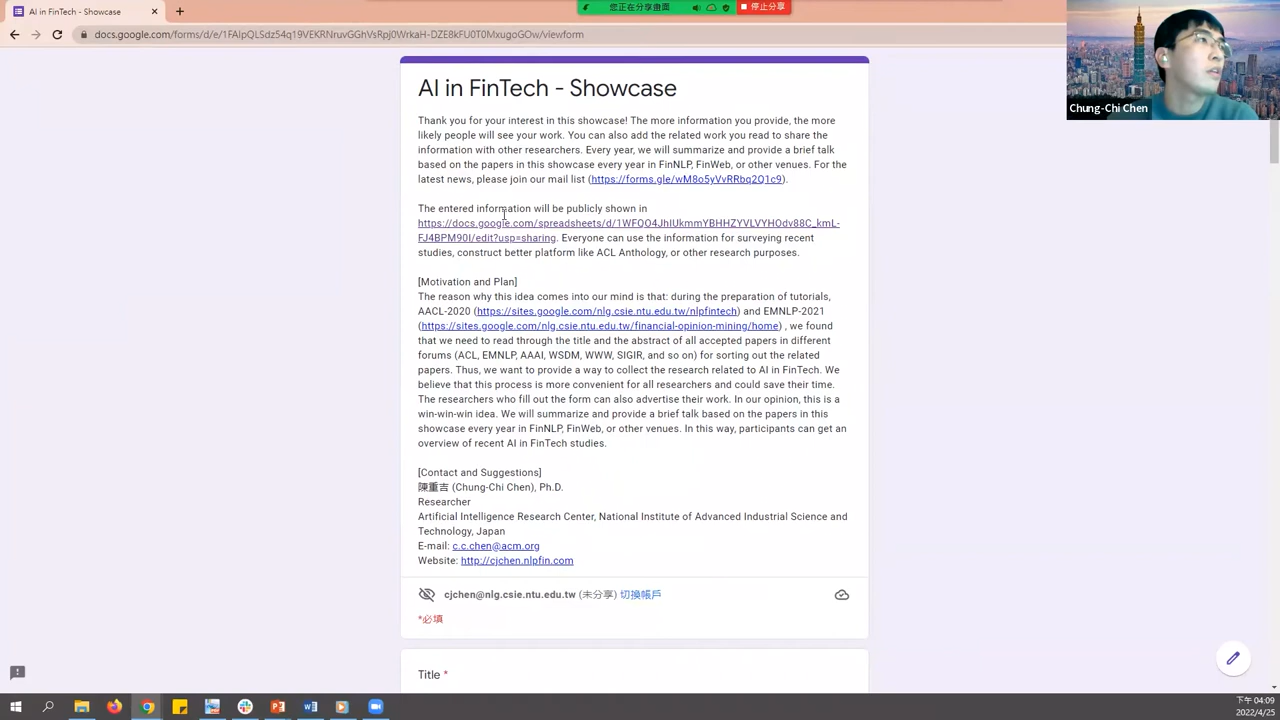 AI in FinTech - Showcase
您正在分享畫面
停止分享
docs.google.com/forms/d/e/1FAIpQLSdz54q19VEKRNruvGGhVsRpj0WrkaH-DZE8kFU0T0MxugoGOw/viewform
Chung-Chi Chen
AI in FinTech - Showcase
Thank you for your interest in this showcase! The more information you provide, the more
likely people will see your work. You can also add the related work you read to share the
information with other researchers. Every year, we will summarize and provide a brief talk
based on the papers in this showcase every year in FinNLP, FinWeb, or other venues. For the
latest news, please join our mail list (https://forms.gle/wM8o5yVvRRbq2Q1c9).
The entered information will be publicly shown in
https://docs.google.com/spreadsheets/d/1WFQO4JhIUkmmYBHHZYVLVYHOdv88C_kmL-
FJ4BPM90I/edit?usp=sharing. Everyone can use the information for surveying recent
studies, construct better platform like ACL Anthology, or other research purposes.
[Motivation and Plan]
The reason why this idea comes into our mind is that: during the preparation of tutorials,
AACL-2020 (https://sites.google.com/nlg.csie.ntu.edu.tw/nlpfintech) and EMNLP-2021
(https://sites.google.com/nlg.csie.ntu.edu.tw/financial-opinion-mining/home) , we found
that we need to read through the title and the abstract of all accepted papers in different
forums (ACL, EMNLP, AAAI, WSDM, WWW, SIGIR, and so on) for sorting out the related
papers. Thus, we want to provide a way to collect the research related to AI in FinTech. We
believe that this process is more convenient for all researchers and could save their time.
The researchers who fill out the form can also advertise their work. In our opinion, this is a
win-win-win idea. We will summarize and provide a brief talk based on the papers in this
showcase every year in FinNLP, FinWeb, or other venues. In this way, participants can get an
overview of recent AI in FinTech studies.
[Contact and Suggestions]
陳重吉 (Chung-Chi Chen), Ph.D.
Researcher
Artificial Intelligence Research Center, National Institute of Advanced Industrial Science and
Technology, Japan
E-mail: c.c.chen@acm.org
Website: http://cjchen.nlpfin.com
cjchen@nlg.csie.ntu.edu.tw (未分享) 切換帳戶
*必填
Title *
下午 04:09
2022/4/25